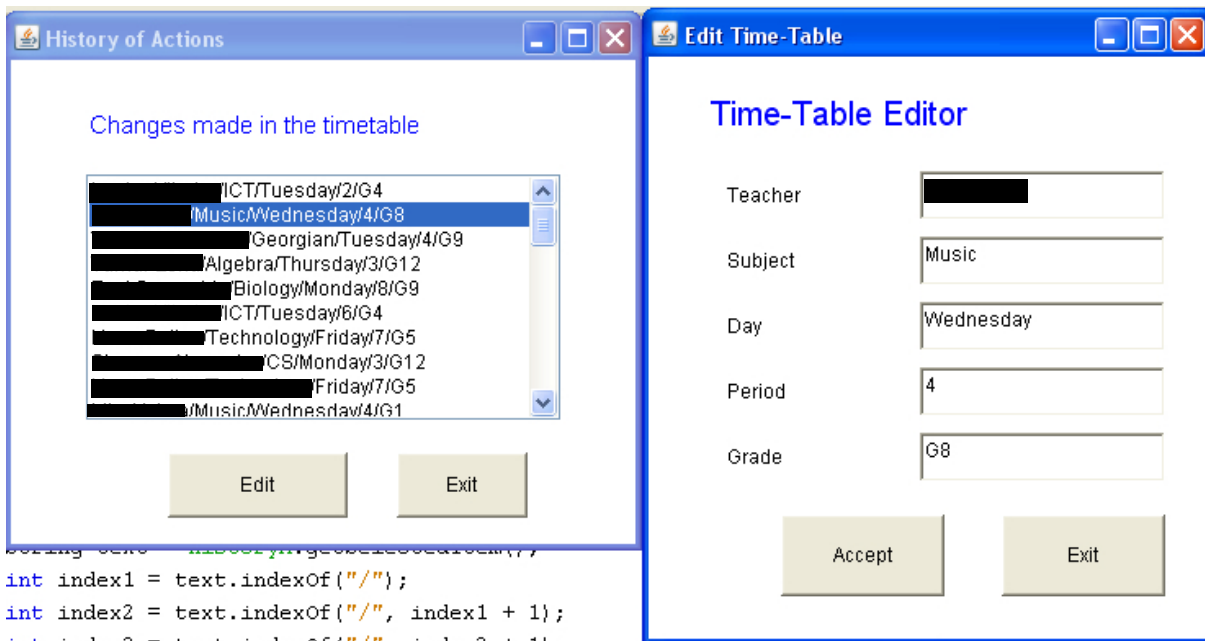 History of Actions
Changes made in the timetable
/ICT/Tuesday/2/G4
/Music/Wednesday/4/G8
/Georgian/Tuesday/4/G9
/Algebra/Thursday/3/G12
/Biology/Monday/8/G9
/ICT/Tuesday/6/G4
/Technology/Friday/7/G5
/CS/Monday/3/G12
/Friday/7/G5
/Music/Wednesday/4/G1
Edit Exit
int index1 = text.indexOf("/");
int index2 = text.indexOf("/", index1 + 1);
Edit Time-Table
Time-Table Editor
Teacher
Subject Music
Day Wednesday
Period 4
Grade G8
Accept Exit